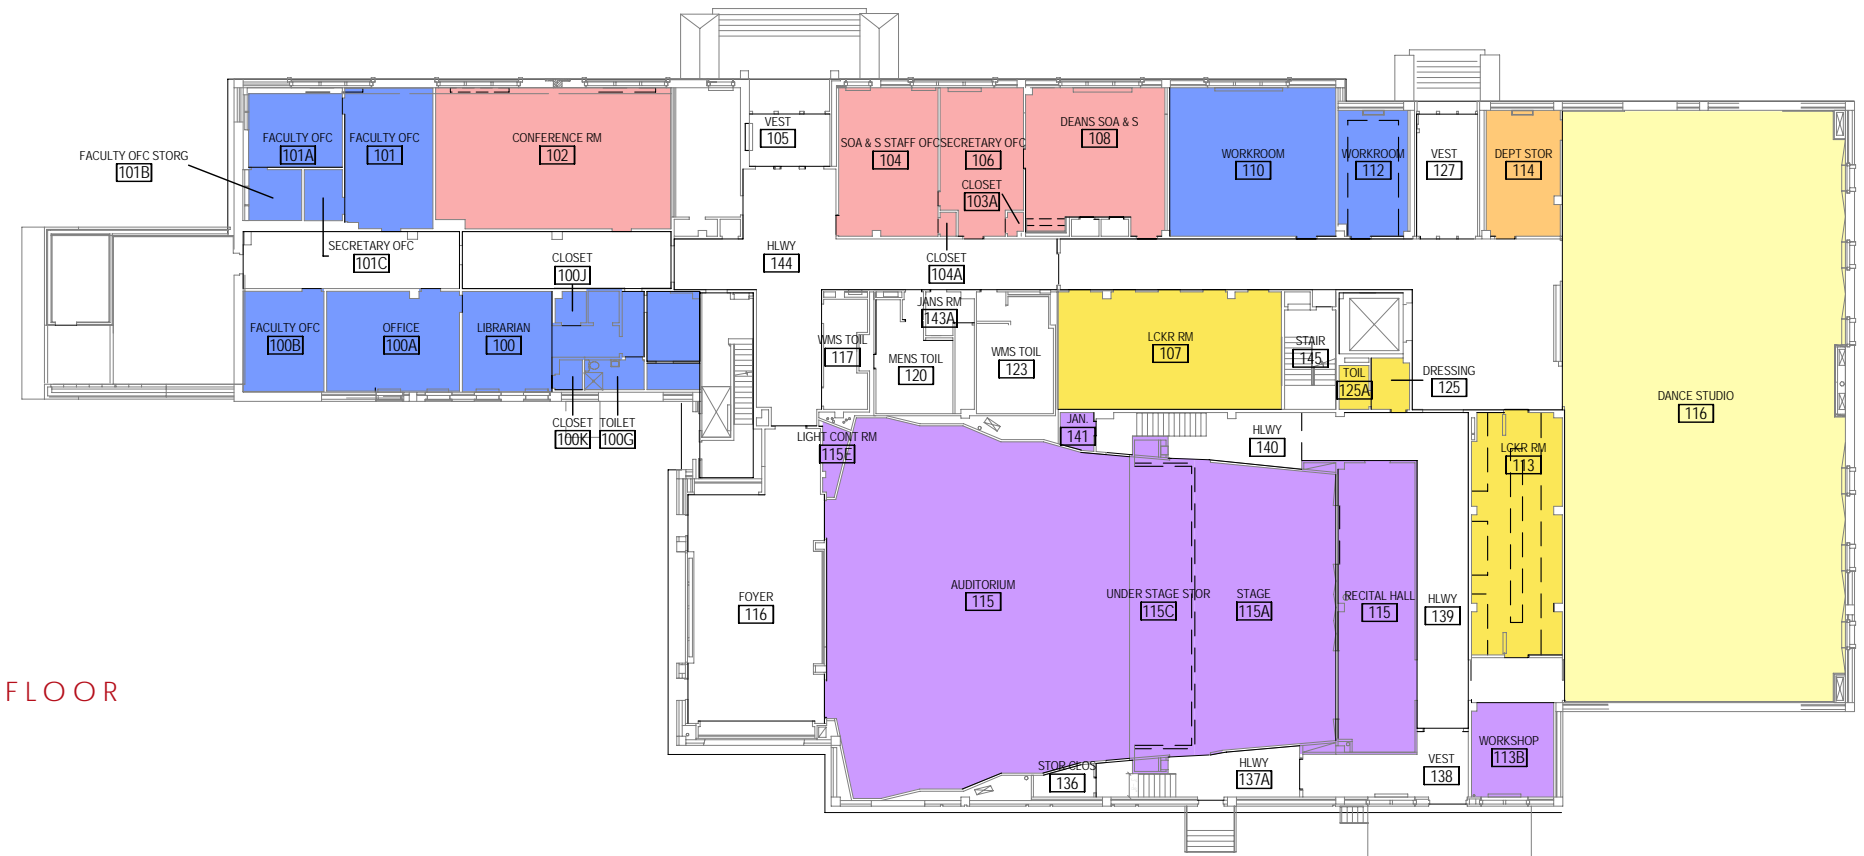 VEST
105
FACULTY OFC
101A
FACULTY OFC
101
CONFERENCE RM
102
SOA & S STAFF OFC
104
SECRETARY OFC
106
DEANS SOA & S
108
WORKROOM
110
WORKROOM
112
VEST
127
DEPT STOR
114
FACULTY OFC STORG
101B
CLOSET
103A
SECRETARY OFC
101C
CLOSET
100J
HLWY
144
CLOSET
104A
FACULTY OFC
100B
OFFICE
100A
LIBRARIAN
100
WMS TOIL
117
JANS RM
143A
MENS TOIL
120
WMS TOIL
123
LCKR RM
107
STAIR
145
TOIL
125A
DRESSING
125
DANCE STUDIO
116
CLOSET
100K
TOILET
100G
LIGHT CONT RM
115E
JAN.
141
HLWY
140
LCKR RM
113
FOYER
116
AUDITORIUM
115
UNDER STAGE STOR
115C
STAGE
115A
RECITAL HALL
115
HLWY
139
FLOOR
STOR CLOS
136
HLWY
137A
VEST
138
WORKSHOP
113B